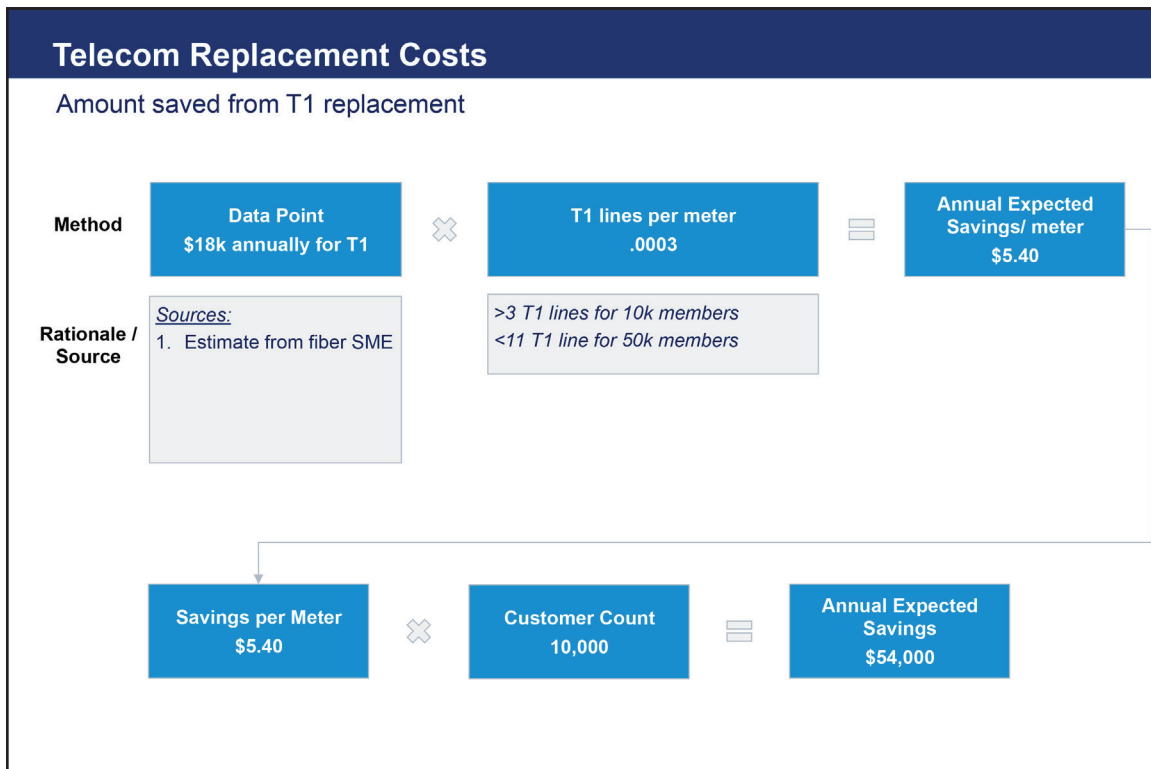 Telecom Replacement Costs
Amount saved from T1 replacement
Method
Data Point
$18k annually for T1
T1 lines per meter
.0003
Annual Expected
Savings/ meter
$5.40
Rationale /
Source
Sources:
1. Estimate from fiber SME
>3 T1 lines for 10k members
<11 T1 line for 50k members
Savings per Meter
$5.40
Customer Count
10,000
Annual Expected
Savings
$54,000